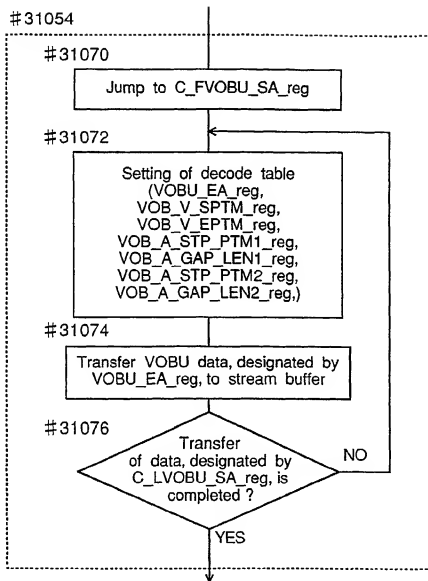 #31054
#31070
Jump to C_FVOBU_SA_reg
#31072
Setting of decode table
(VOBU_EA_reg,
VOB_V_SPTM_reg,
VOB_V_EPTM_reg,
VOB_A_STP_PTM1_reg,
VOB_A_GAP_LEN1_reg,
VOB_A_STP_PTM2_reg,
VOB_A_GAP_LEN2_reg,)
#31074
Transfer VOBU data, designated by
VOBU_EA_reg, to stream buffer
#31076
Transfer
of data, designated by
C_LVOBU_SA_reg, is
completed ?
NO
YES